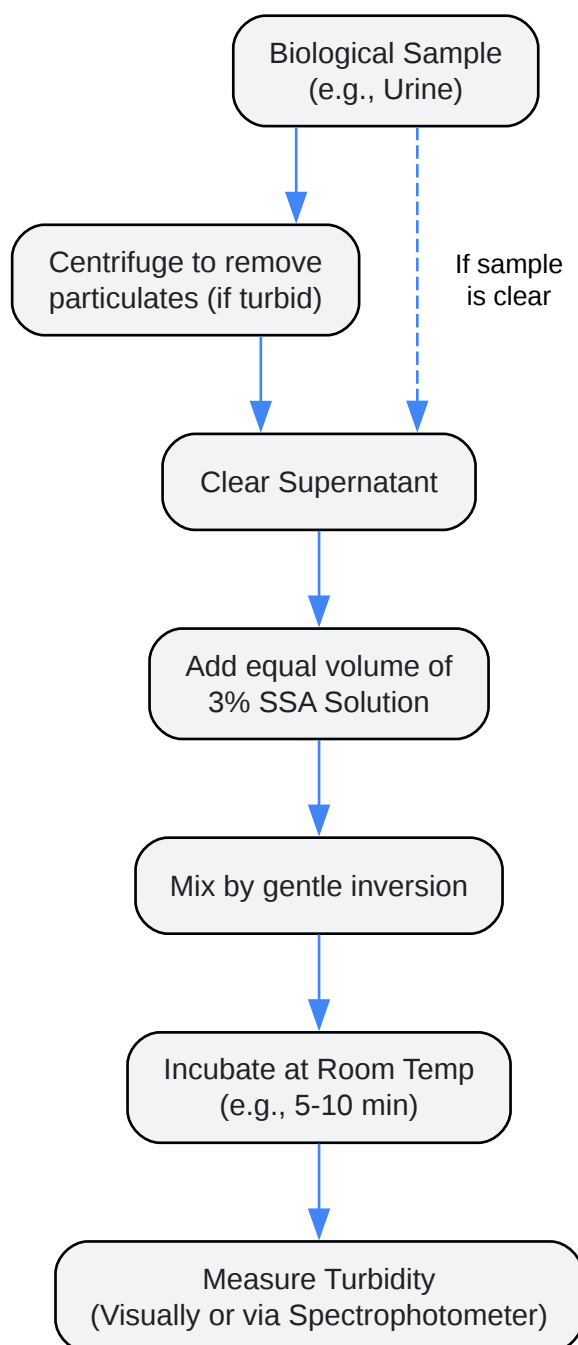 Biological Sample
(e.g., Urine)
Centrifuge to remove
particulates (if turbid)
If sample
is clear
Clear Supernatant
Add equal volume of
3% SSA Solution
Mix by gentle inversion
Incubate at Room Temp
(e.g., 5-10 min)
Measure Turbidity
(Visually or via Spectrophotometer)